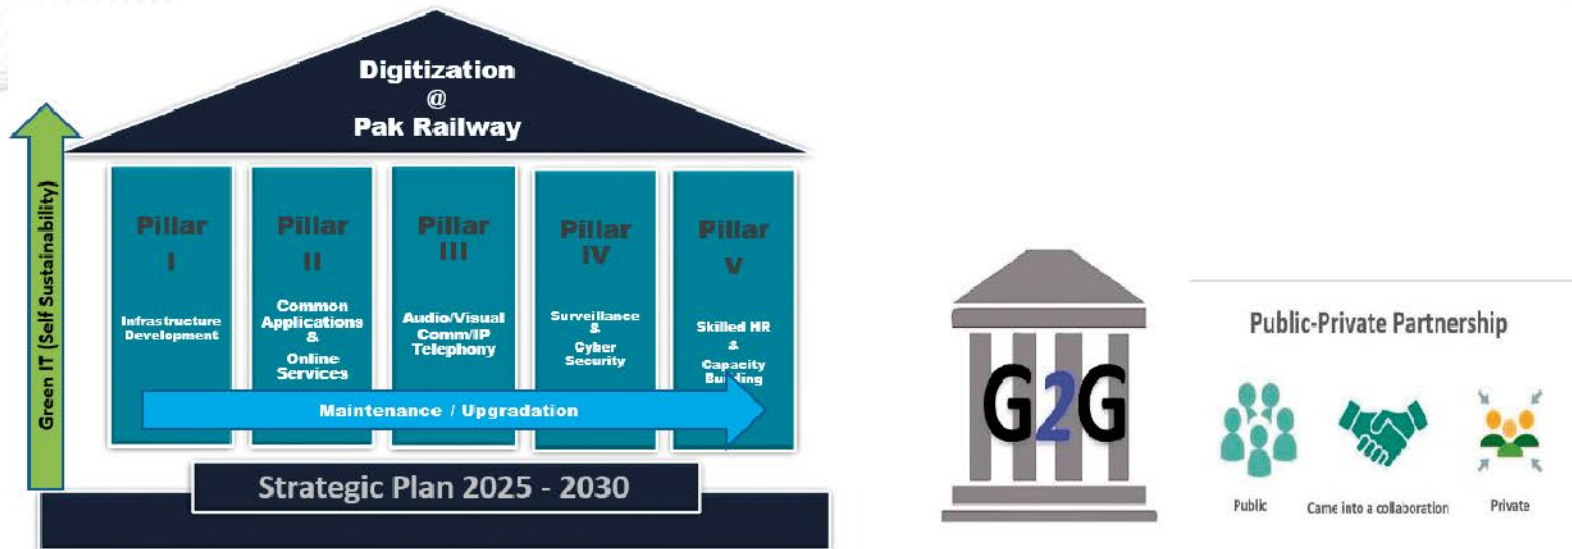 Digitization
@
Pak Railway
Green IT (Self Sustainability)
Pillar
I
Infrastructure
Development
Pillar
II
Common
Applications
&
Online
Services
Pillar
III
Audio/Visual
Comm/IP
Telephony
Pillar
IV
Surveillance
&
Cyber
Security
Pillar
V
Skilled HR
&
Capacity
Building
Maintenance / Upgradation
Strategic Plan 2025 - 2030
G2G
Public-Private Partnership
Public
Came into a collaboration
Private